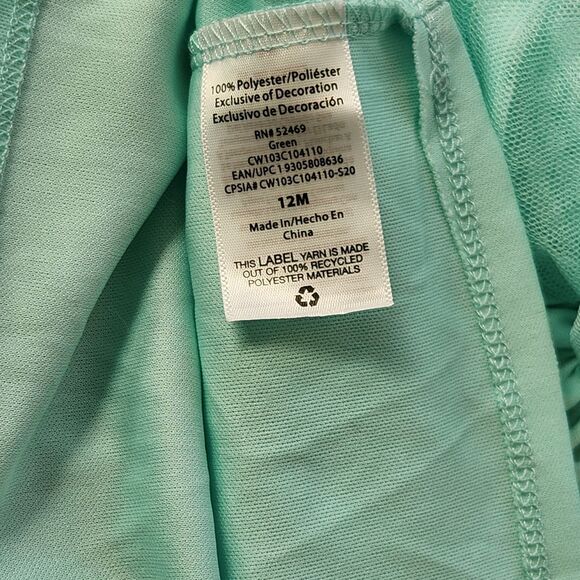 100% Polyester/Poliéster
Exclusive of Decoration
Exclusivo de Decoración
RN# 52469
Green
CW103C104110
EAN/UPC 19305808636
CPSIA# CW103C104110-S20
12M
Made In/Hecho En
China
THIS LABEL YARN IS MADE
OUT OF 100% RECYCLED
POLYESTER MATERIALS